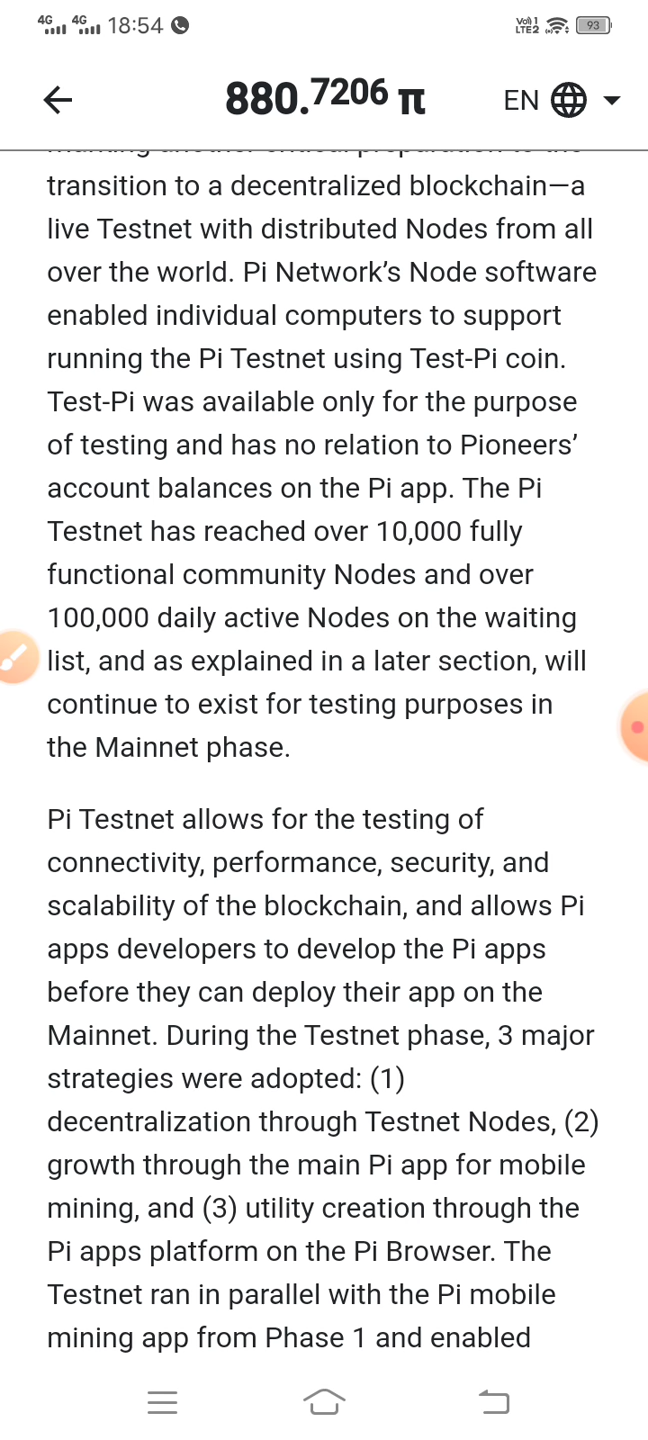 4G 4G 18:54 Vo) 1 LTE2 93
880.7206 π EN
transition to a decentralized blockchain—a
live Testnet with distributed Nodes from all
over the world. Pi Network’s Node software
enabled individual computers to support
running the Pi Testnet using Test-Pi coin.
Test-Pi was available only for the purpose
of testing and has no relation to Pioneers’
account balances on the Pi app. The Pi
Testnet has reached over 10,000 fully
functional community Nodes and over
100,000 daily active Nodes on the waiting
list, and as explained in a later section, will
continue to exist for testing purposes in
the Mainnet phase.
Pi Testnet allows for the testing of
connectivity, performance, security, and
scalability of the blockchain, and allows Pi
apps developers to develop the Pi apps
before they can deploy their app on the
Mainnet. During the Testnet phase, 3 major
strategies were adopted: (1)
decentralization through Testnet Nodes, (2)
growth through the main Pi app for mobile
mining, and (3) utility creation through the
Pi apps platform on the Pi Browser. The
Testnet ran in parallel with the Pi mobile
mining app from Phase 1 and enabled